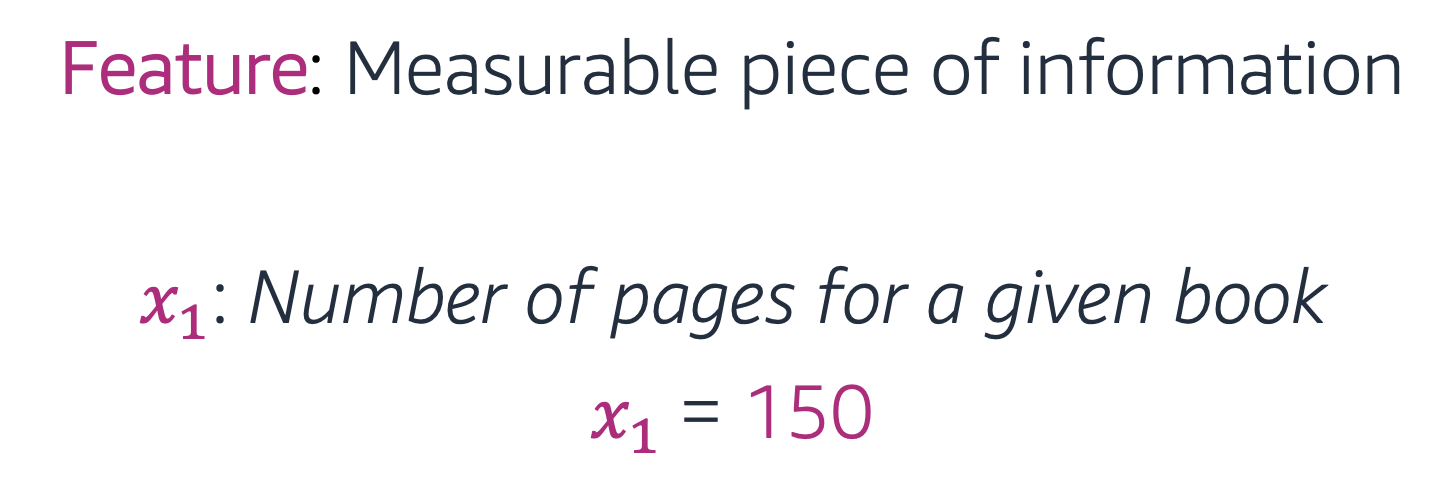 Feature: Measurable piece of information
x₁: Number of pages for a given book
x₁ = 150